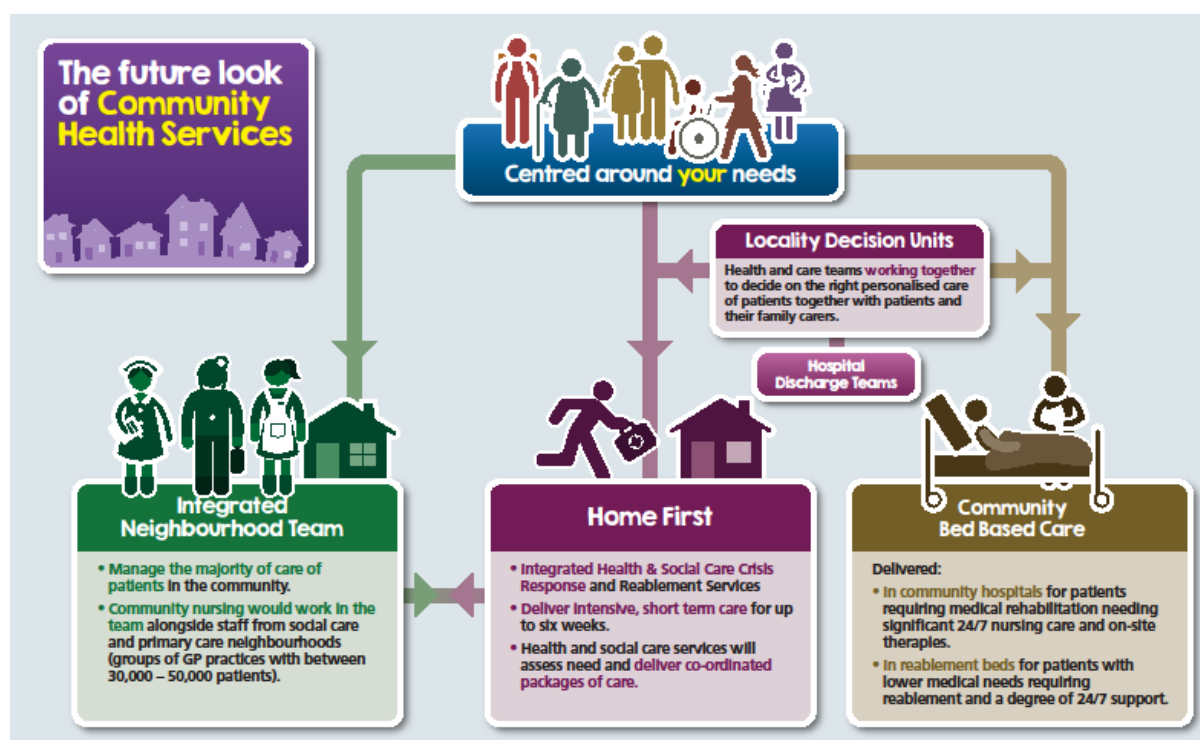 The future look
of Community
Health Services
Centred around your needs
Locality Decision Units
Health and care teams working together
to decide on the right personalised care
of patients together with patients and
their family carers.
Hospital
Discharge Teams
Integrated
Neighbourhood Team
• Manage the majority of care of
patients in the community.
• Community nursing would work in the
team alongside staff from social care
and primary care neighbourhoods
(groups of GP practices with between
30,000 – 50,000 patients).
Home First
• Integrated Health & Social Care Crisis
Response and Reablement Services
• Deliver intensive, short term care for up
to six weeks.
• Health and social care services will
assess need and deliver co-ordinated
packages of care.
Community
Bed Based Care
Delivered:
• In community hospitals for patients
requiring medical rehabilitation needing
significant 24/7 nursing care and on-site
therapies.
• In reablement beds for patients with
lower medical needs requiring
reablement and a degree of 24/7 support.